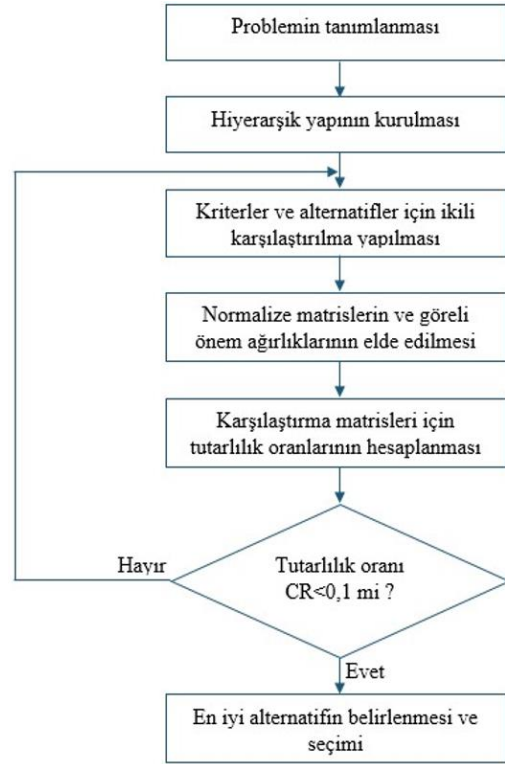 Problemin tanımlanması
Hiyerarşik yapının kurulması
Kriterler ve alternatifler için ikili
karşılaştırılma yapılması
Normalize matrislerin ve göreli
önem ağırlıklarının elde edilmesi
Karşılaştırma matrisleri için
tutarlılık oranlarının hesaplanması
Hayır
Tutarlılık oranı
CR<0,1 mi ?
Evet
En iyi alternatifin belirlenmesi ve
seçimi